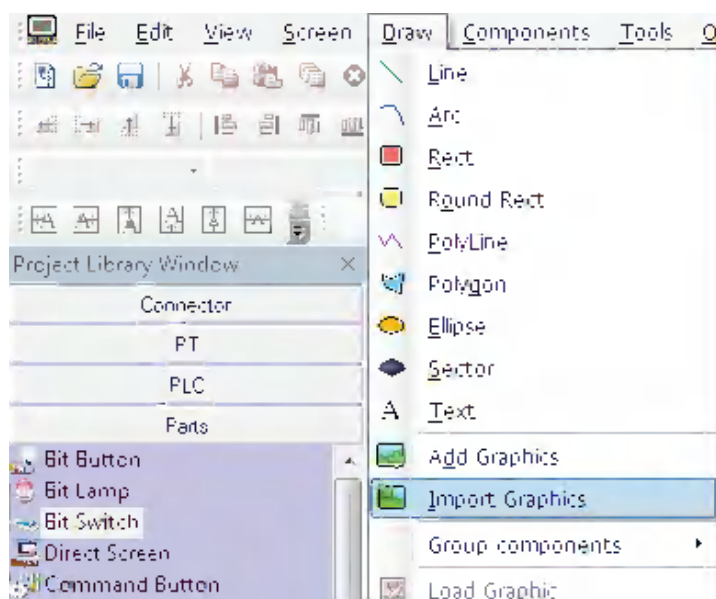 File Edit View Screen Draw Components Tools
Line
Arc
Rect
Round Rect
PolyLine
Project Library Window
Polygon
Connector
Ellipse
PT
Sector
PLC
Text
Parts
Add Graphics
Bit Button
Import Graphics
Bit Lamp
Bit Switch
Group components
Direct Screen
Load Graphic
Command Button